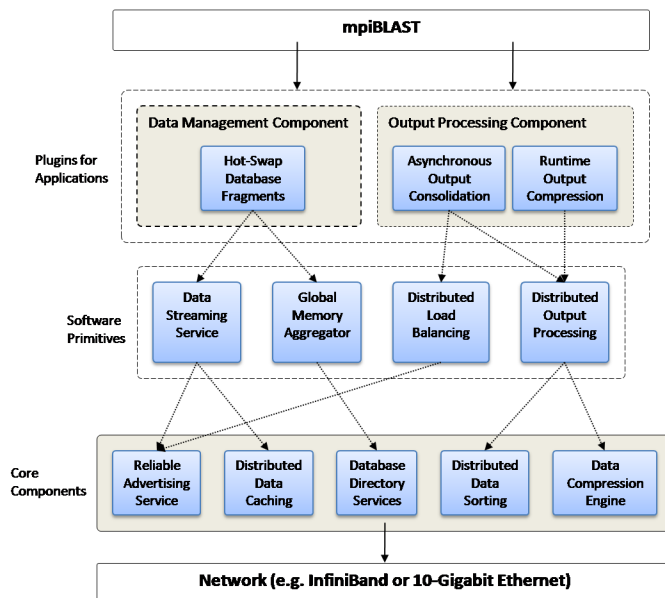 mpiBLAST
Data Management Component
Output Processing Component
Plugins for
Applications
Hot-Swap
Database
Fragments
Asynchronous
Output
Consolidation
Runtime
Output
Compression
Software
Primitives
Data
Streaming
Service
Global
Memory
Aggregator
Distributed
Load
Balancing
Distributed
Output
Processing
Core
Components
Reliable
Advertising
Service
Distributed
Data
Caching
Database
Directory
Services
Distributed
Data
Sorting
Data
Compression
Engine
Network (e.g. InfiniBand or 10-Gigabit Ethernet)